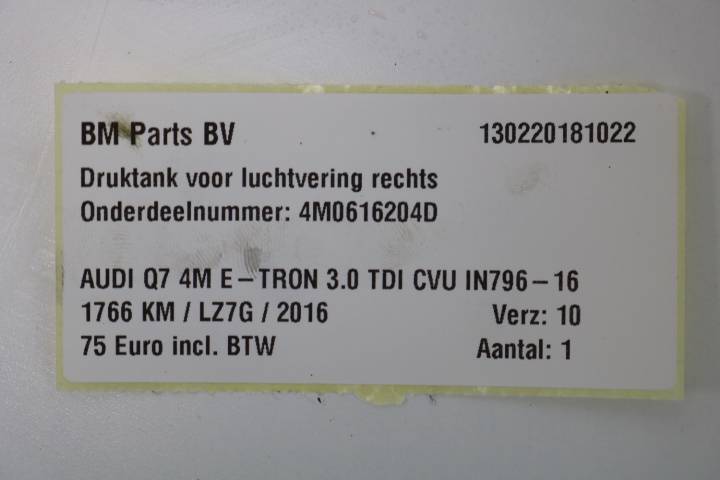 BM Parts BV 130220181022
Druktank voor luchtvering rechts
Onderdeelnummer: 4M0616204D
AUDI Q7 4M E-TRON 3.0 TDI CVU IN796-16
1766 KM / LZ7G / 2016 Verz: 10
75 Euro incl. BTW Aantal: 1